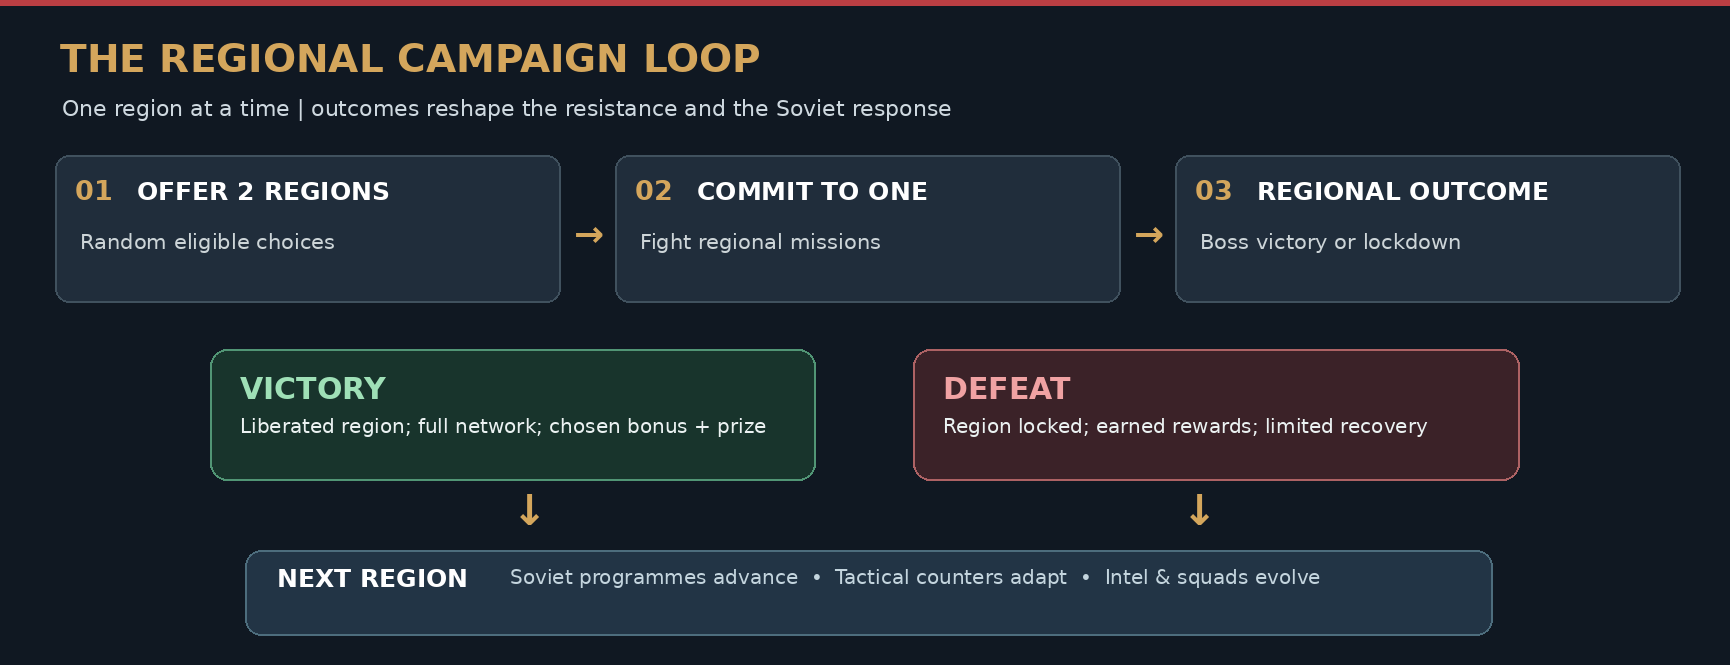 THE REGIONAL CAMPAIGN LOOP
One region at a time | outcomes reshape the resistance and the Soviet response
01 OFFER 2 REGIONS
Random eligible choices
→
02 COMMIT TO ONE
Fight regional missions
→
03 REGIONAL OUTCOME
Boss victory or lockdown
VICTORY
Liberated region; full network; chosen bonus + prize
DEFEAT
Region locked; earned rewards; limited recovery
↓
↓
NEXT REGION Soviet programmes advance • Tactical counters adapt • Intel & squads evolve